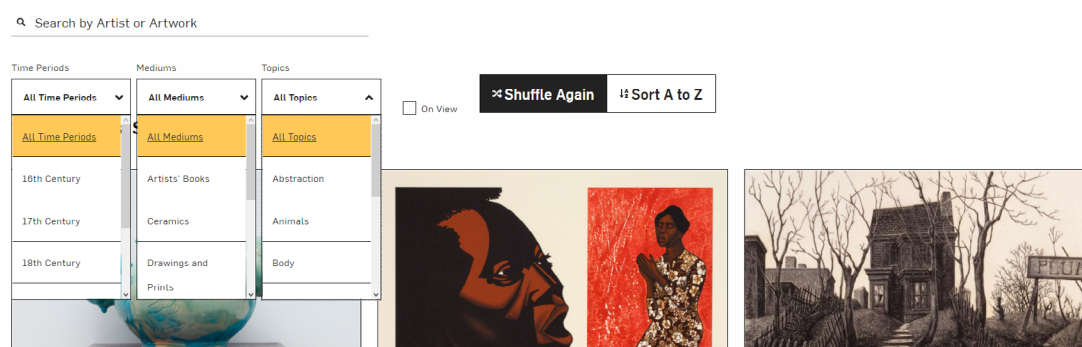 Search by Artist or Artwork
Time Periods
Mediums
Topics
All Time Periods
All Mediums
All Topics
On View
Shuffle Again
Sort A to Z
All Time Periods
All Mediums
All Topics
16th Century
Artists' Books
Abstraction
17th Century
Ceramics
Animals
18th Century
Drawings and
Prints
Body